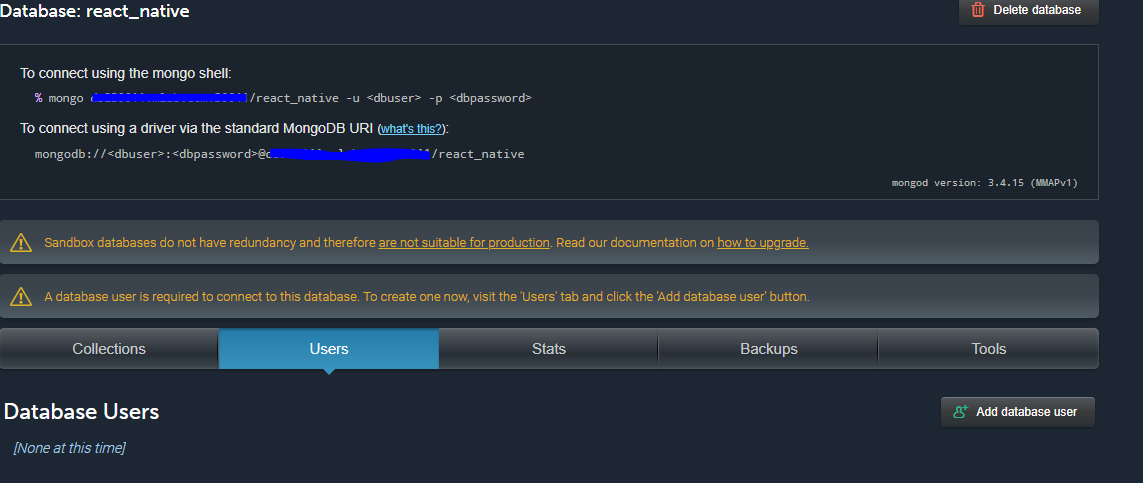 Database: react_native
Delete database
To connect using the mongo shell:
% mongo /react_native -u <dbuser> -p <dbpassword>
To connect using a driver via the standard MongoDB URI (what's this?):
mongodb://<dbuser>:<dbpassword>@ /react_native
mongod version: 3.4.15 (MMAPv1)
Sandbox databases do not have redundancy and therefore are not suitable for production. Read our documentation on how to upgrade.
A database user is required to connect to this database. To create one now, visit the 'Users' tab and click the 'Add database user' button.
Collections Users Stats Backups Tools
Database Users
Add database user
[None at this time]